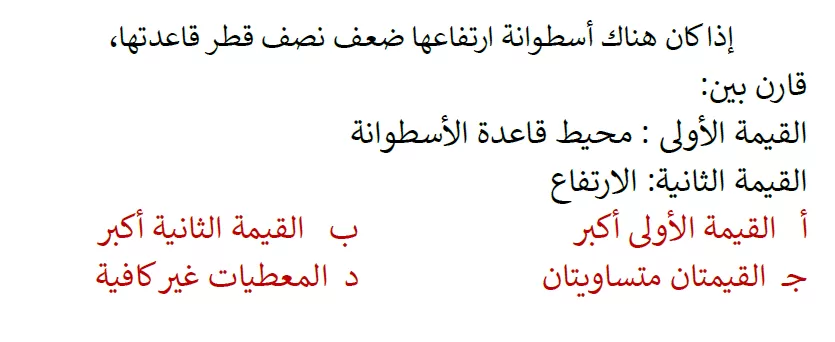 إذا كان هناك أسطوانة ارتفاعها ضعف نصف قطر قاعدتها،
قارن بين:
القيمة الأولى : محيط قاعدة الأسطوانة
القيمة الثانية: الارتفاع
أ القيمة الأولى أكبر ب القيمة الثانية أكبر
جـ القيمتان متساويتان د المعطيات غير كافية